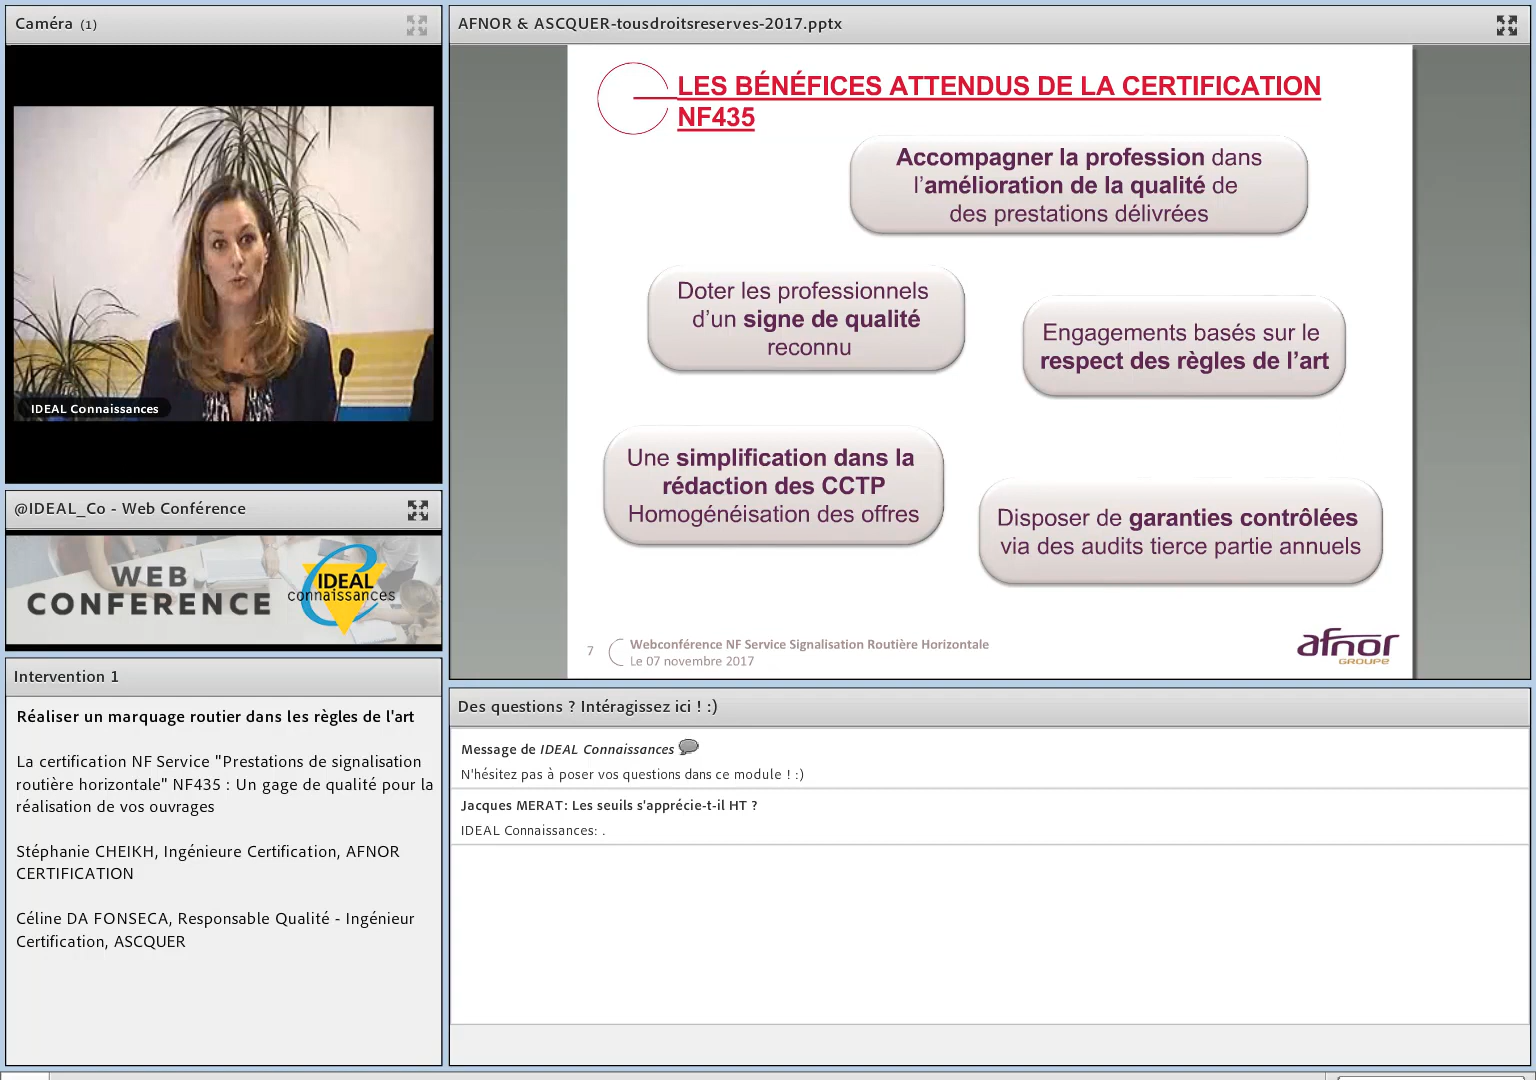 Caméra (1)
IDEAL Connaissances
@IDEAL_Co - Web Conférence
WEB
CONFERENCE
IDEAL
connaissances
Intervention 1
Réaliser un marquage routier dans les règles de l'art
La certification NF Service "Prestations de signalisation
routière horizontale" NF435 : Un gage de qualité pour la
réalisation de vos ouvrages
Stéphanie CHEIKH, Ingénieure Certification, AFNOR
CERTIFICATION
Céline DA FONSECA, Responsable Qualité - Ingénieur
Certification, ASCQUER
AFNOR & ASCQUER-tousdroitsreserves-2017.pptx
LES BÉNÉFICES ATTENDUS DE LA CERTIFICATION
NF435
Accompagner la profession dans
l’amélioration de la qualité de
des prestations délivrées
Doter les professionnels
d’un signe de qualité
reconnu
Engagements basés sur le
respect des règles de l’art
Une simplification dans la
rédaction des CCTP
Homogénéisation des offres
Disposer de garanties contrôlées
via des audits tierce partie annuels
7
Webconférence NF Service Signalisation Routière Horizontale
Le 07 novembre 2017
afnor
GROUPE
Des questions ? Intéragissez ici ! :)
Message de IDEAL Connaissances
N'hésitez pas à poser vos questions dans ce module ! :)
Jacques MERAT: Les seuils s'apprécie-t-il HT ?
IDEAL Connaissances: .